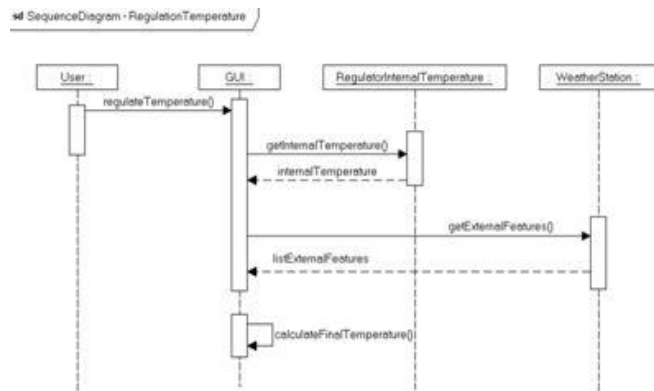 sd SequenceDiagram - RegulationTemperature
User : GUI : RegulatorInternalTemperature : WeatherStation :
regulateTemperature()
getInternalTemperature()
internalTemperature
getExternalFeatures()
listExternalFeatures
calculateFinalTemperature()